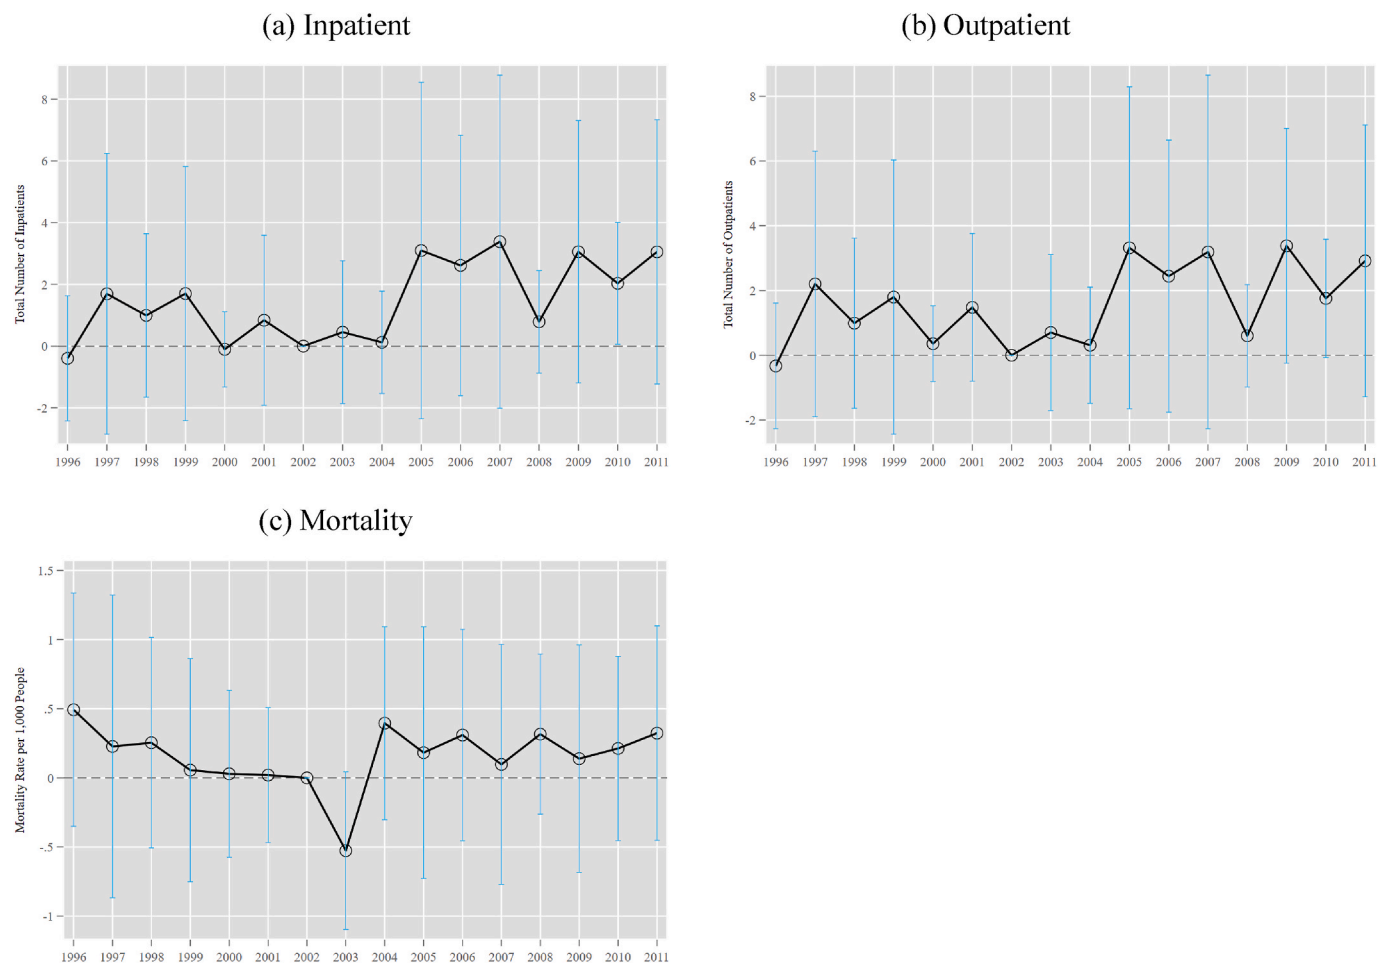 (a) Inpatient
Total Number of Inpatients
8
6
4
2
0
-2
1996 1997 1998 1999 2000 2001 2002 2003 2004 2005 2006 2007 2008 2009 2010 2011
(b) Outpatient
Total Number of Outpatients
8
6
4
2
0
-2
1996 1997 1998 1999 2000 2001 2002 2003 2004 2005 2006 2007 2008 2009 2010 2011
(c) Mortality
Mortality Rate per 1,000 People
1.5
1
.5
0
-.5
-1
1996 1997 1998 1999 2000 2001 2002 2003 2004 2005 2006 2007 2008 2009 2010 2011